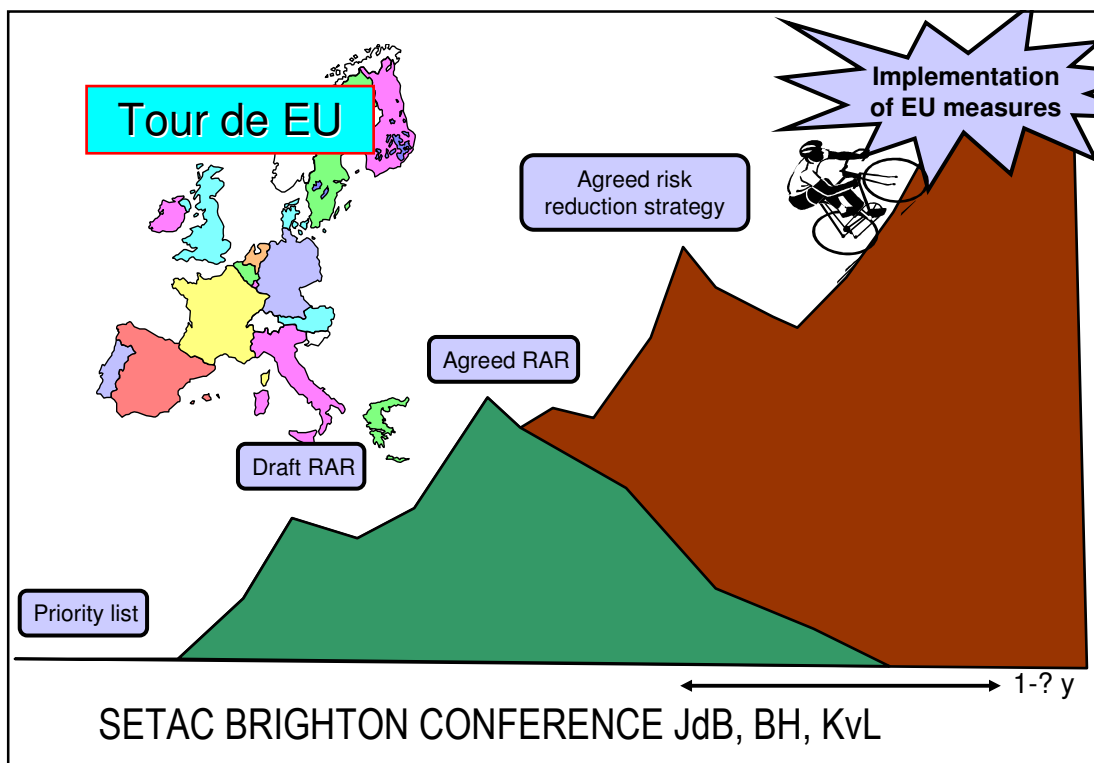 Implementation
of EU measures
Tour de EU
Agreed risk
reduction strategy
Agreed RAR
Draft RAR
Priority list
1-? y
SETAC BRIGHTON CONFERENCE JdB, BH, KvL